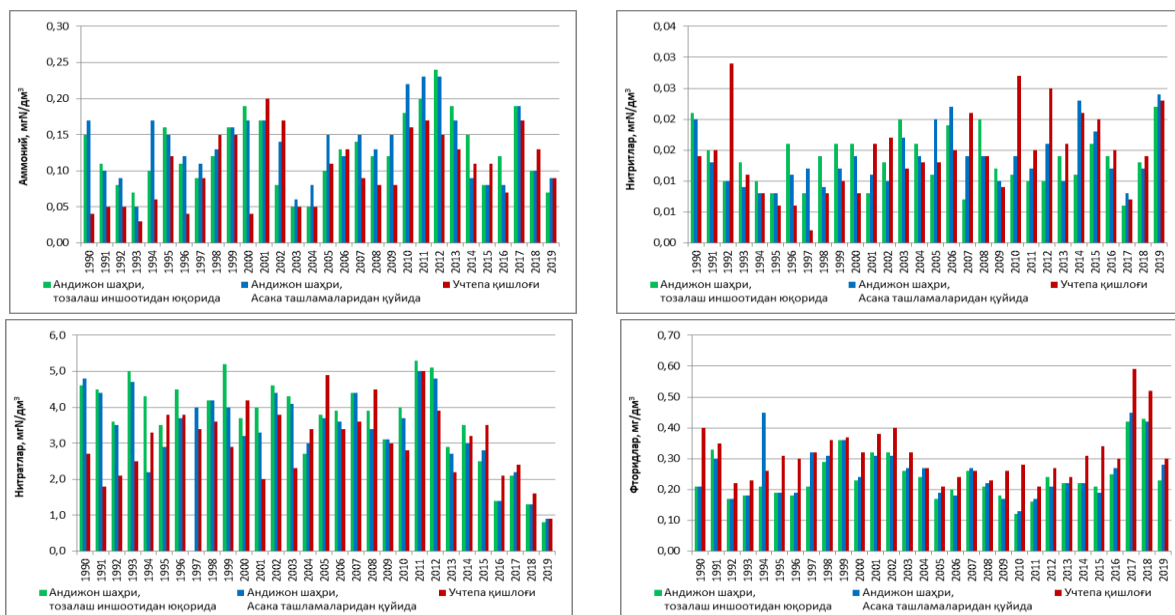 Аммоний, мгN/дм³
0,30
0,25
0,20
0,15
0,10
0,05
0,00
1990 1991 1992 1993 1994 1995 1996 1997 1998 1999 2000 2001 2002 2003 2004 2005 2006 2007 2008 2009 2010 2011 2012 2013 2014 2015 2016 2017 2018 2019
Андижон шаҳри, Андижон шаҳри, Учтепа қишлоғи
тозалаш иншоотидан юқорида Асака ташламаларидан қуйида
Нитритлар, мгN/дм³
0,04
0,03
0,03
0,02
0,02
0,01
0,01
0,00
1990 1991 1992 1993 1994 1995 1996 1997 1998 1999 2000 2001 2002 2003 2004 2005 2006 2007 2008 2009 2010 2011 2012 2013 2014 2015 2016 2017 2018 2019
Андижон шаҳри, Андижон шаҳри, Учтепа қишлоғи
тозалаш иншоотидан юқорида Асака ташламаларидан қуйида
Нитратлар, мгN/дм³
6,0
5,0
4,0
3,0
2,0
1,0
0,0
1990 1991 1992 1993 1994 1995 1996 1997 1998 1999 2000 2001 2002 2003 2004 2005 2006 2007 2008 2009 2010 2011 2012 2013 2014 2015 2016 2017 2018 2019
Андижон шаҳри, Андижон шаҳри, Учтепа қишлоғи
тозалаш иншоотидан юқорида Асака ташламаларидан қуйида
Фторидлар, мг/дм³
0,70
0,60
0,50
0,40
0,30
0,20
0,10
0,00
1990 1991 1992 1993 1994 1995 1996 1997 1998 1999 2000 2001 2002 2003 2004 2005 2006 2007 2008 2009 2010 2011 2012 2013 2014 2015 2016 2017 2018 2019
Андижон шаҳри, Андижон шаҳри, Учтепа қишлоғи
тозалаш иншоотидан юқорида Асака ташламаларидан қуйида